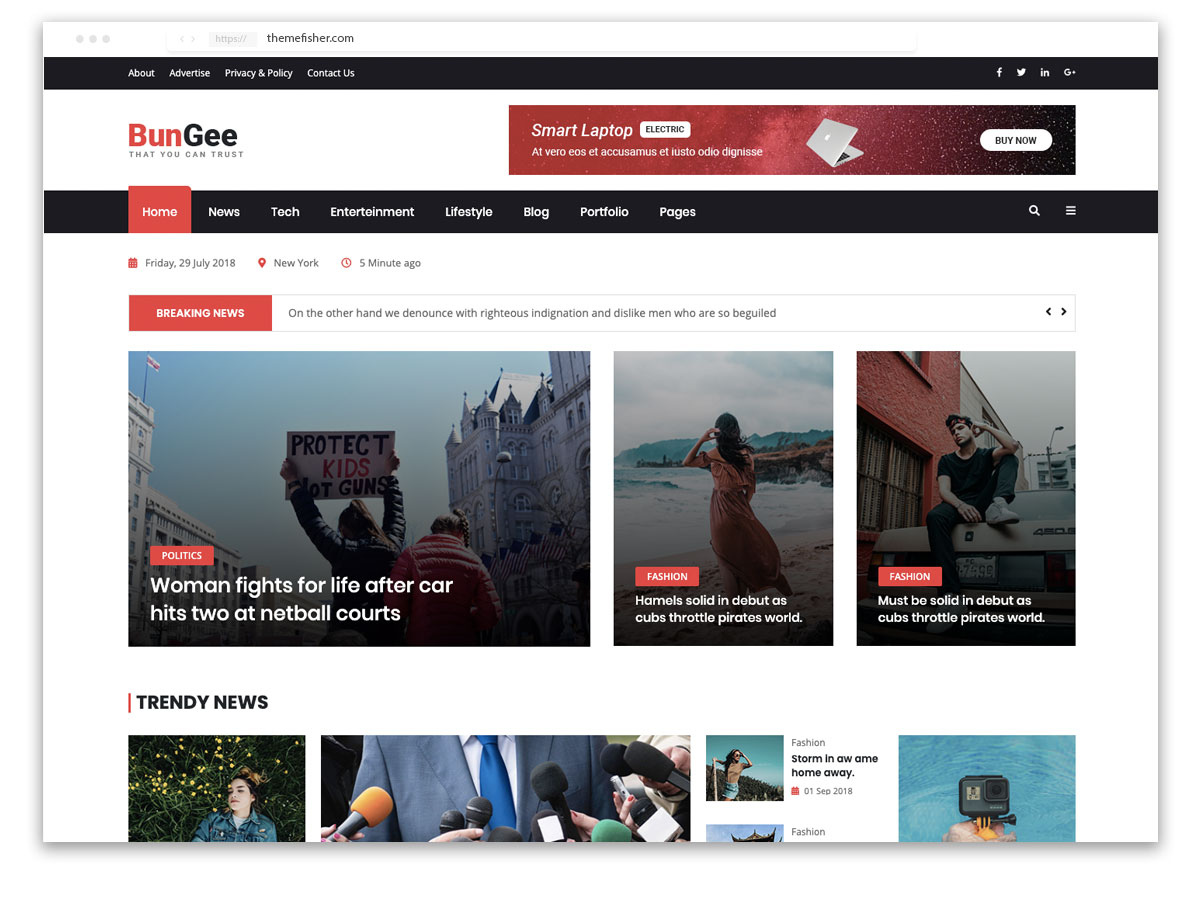 https:// themefisher.com
About Advertise Privacy & Policy Contact Us
BunGee
THAT YOU CAN TRUST
Smart Laptop ELECTRIC
At vero eos et accusamus et iusto odio dignisse
BUY NOW
Home News Tech Enterteinment Lifestyle Blog Portfolio Pages
Friday, 29 July 2018 New York 5 Minute ago
BREAKING NEWS On the other hand we denounce with righteous indignation and dislike men who are so beguiled
PROTECT
KIDS
NOT GUNS
POLITICS
Woman fights for life after car
hits two at netball courts
FASHION
Hamels solid in debut as
cubs throttle pirates world.
FASHION
Must be solid in debut as
cubs throttle pirates world.
TRENDY NEWS
Fashion
Storm in aw ame
home away.
01 Sep 2018
Fashion